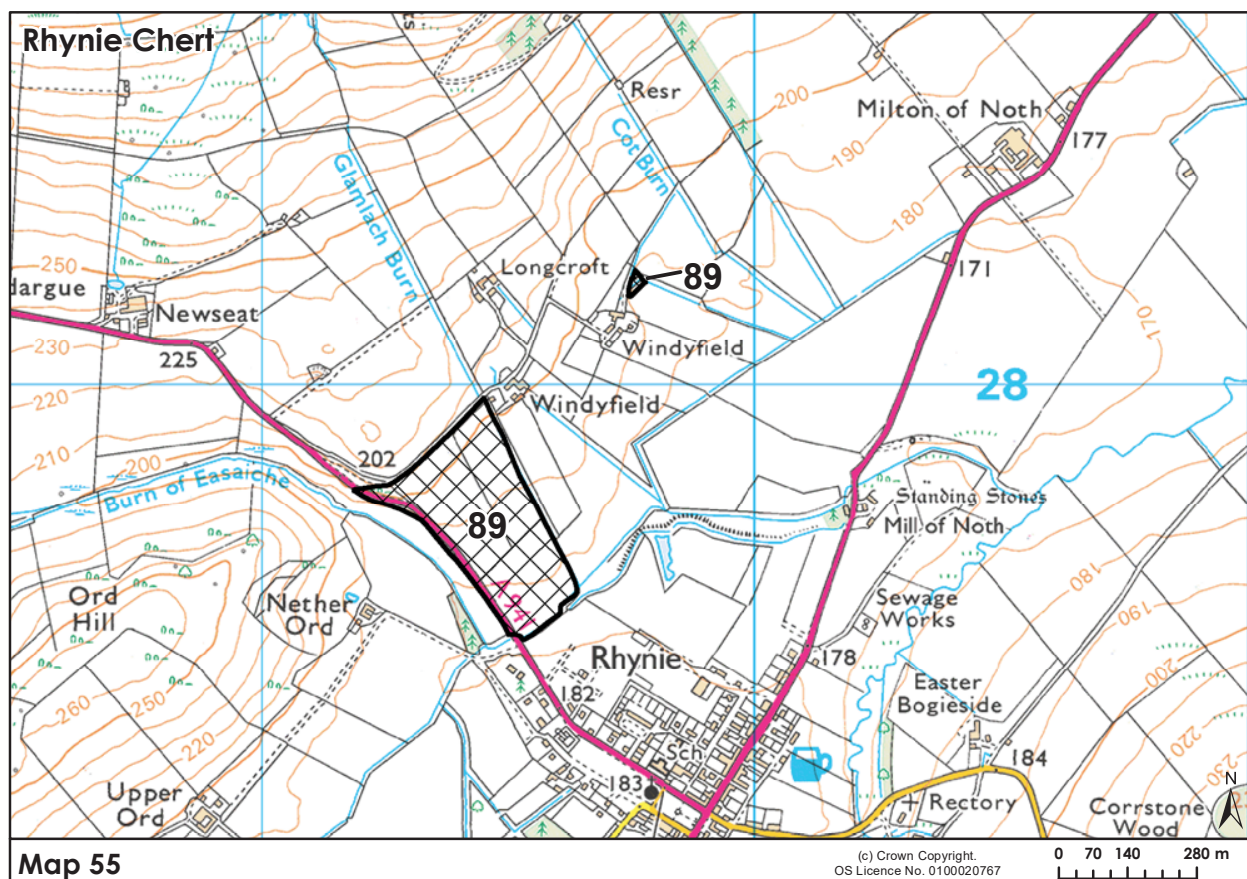 Rhynie Chert
Resr
200
Milton of Noth
190
177
Cot Burn
Glamlach Burn
180
250
Longcroft
89
171
dargue
Newseat
170
230
225
Windyfield
220
28
Windyfield
210
200
202
Burn of Easaiche
Standing Stones
89
Mill of Noth
180
Ord
Hill
Nether
Ord
A 94
Sewage
Works
190
Rhynie
178
200
260
250
182
Easter
Bogieside
220
220
Sch
230
184
183
Upper
Ord
Rectory
Corrstone
Wood
N
Map 55
(c) Crown Copyright.
OS Licence No. 0100020767
0 70 140 280 m